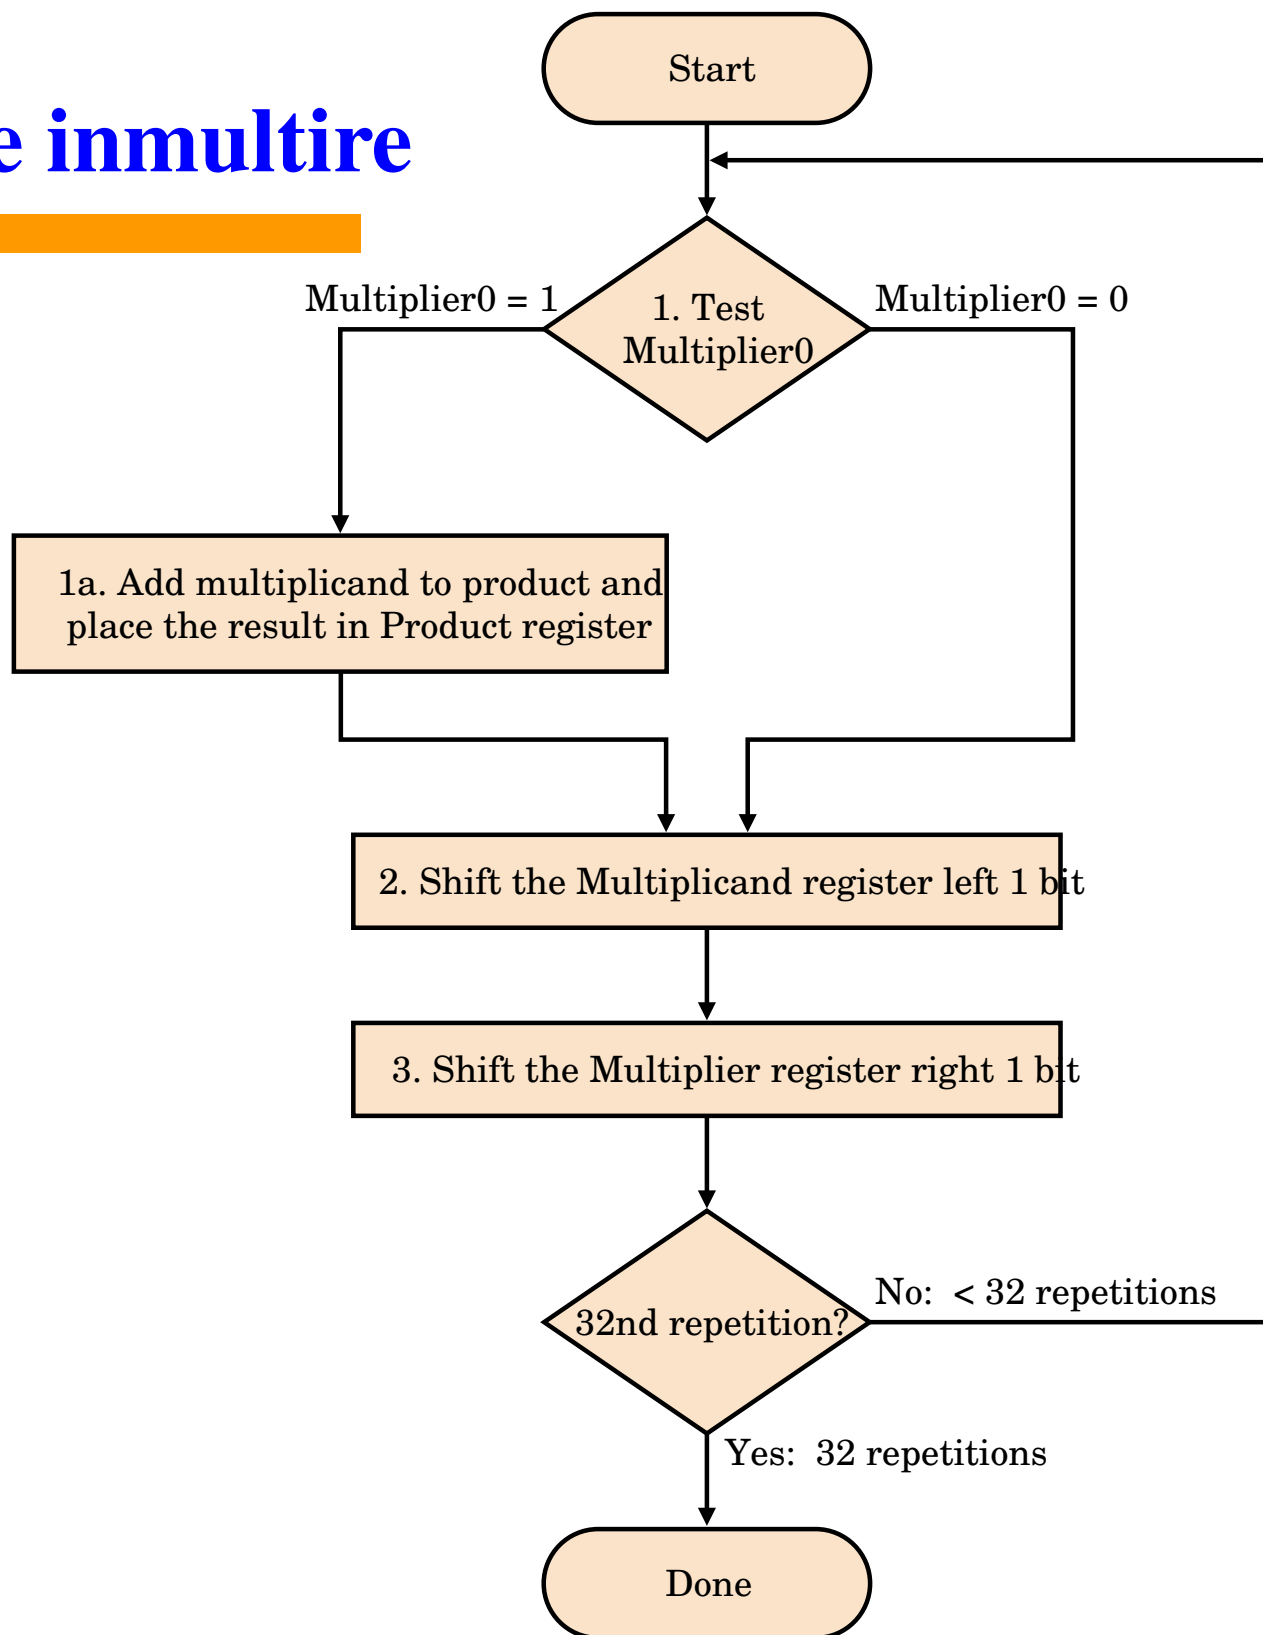 Start
e inmultire
Multiplier0 = 1
1. Test
Multiplier0
Multiplier0 = 0
1a. Add multiplicand to product and
place the result in Product register
2. Shift the Multiplicand register left 1 bit
3. Shift the Multiplier register right 1 bit
No:  < 32 repetitions
32nd repetition?
Yes:  32 repetitions
Done